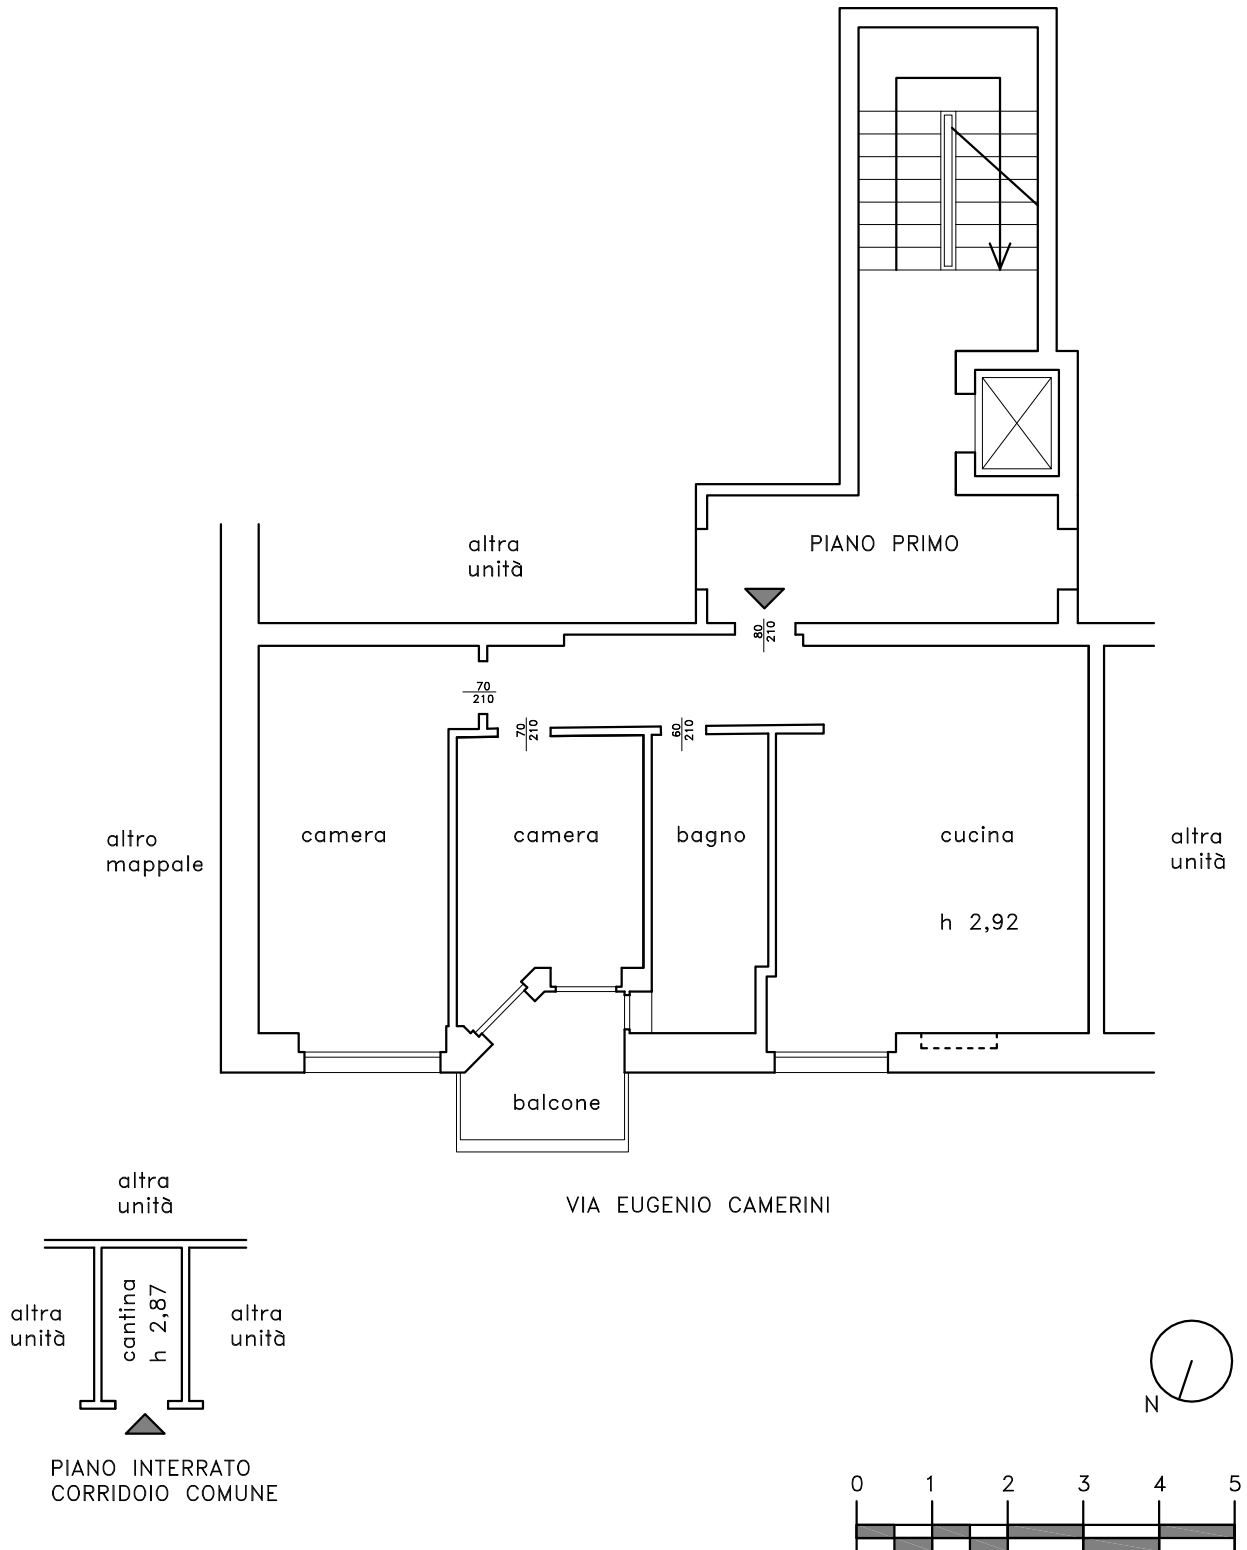 altra
unità
PIANO PRIMO
80
210
70
210
70
210
60
210
altro
mappale
camera
camera
bagno
cucina
altra
unità
h 2,92
balcone
VIA EUGENIO CAMERINI
altra
unità
altra
unità
cantina
h 2,87
altra
unità
N
PIANO INTERRATO
CORRIDOIO COMUNE
0 1 2 3 4 5